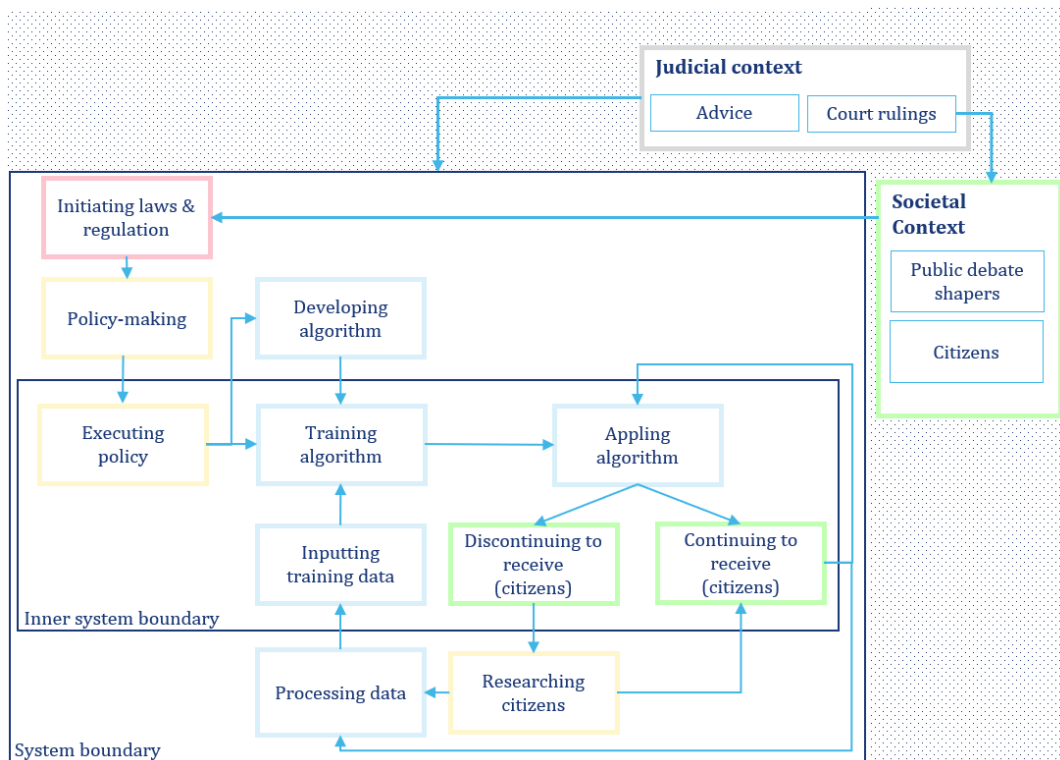 Judicial context
Advice
Court rulings
Initiating laws &
regulation
Societal
Context
Public debate
shapers
Citizens
Policy-making
Developing
algorithm
Executing
policy
Training
algorithm
Appling
algorithm
Inputting
training data
Discontinuing to
receive
(citizens)
Continuing to
receive
(citizens)
Inner system boundary
Processing data
Researching
citizens
System boundary